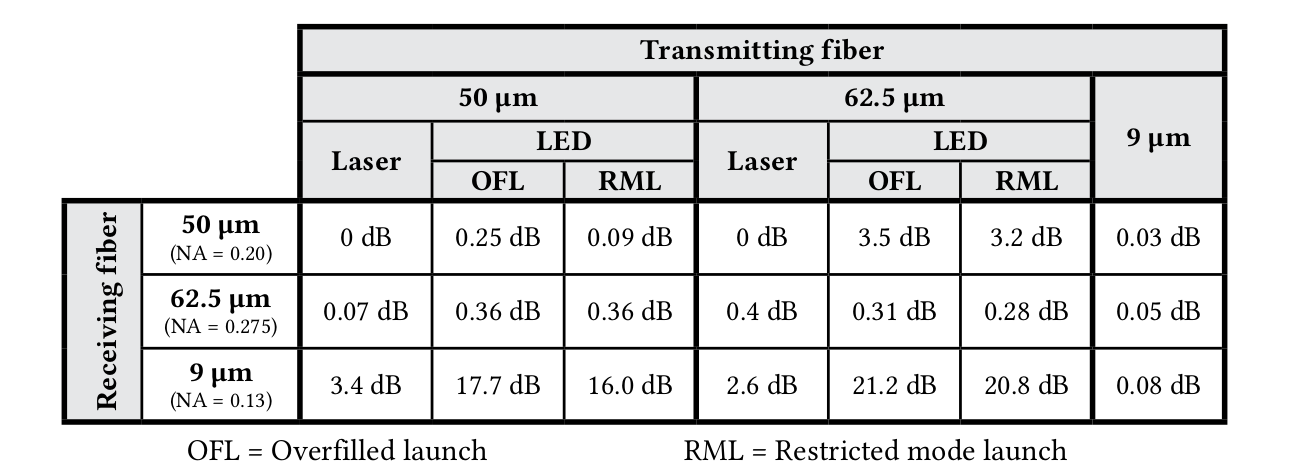 Transmitting fiber
50 µm 62.5 µm 9 µm
Laser LED Laser LED
OFL RML OFL RML
Receiving fiber
50 µm 0 dB 0.25 dB 0.09 dB 0 dB 3.5 dB 3.2 dB 0.03 dB
(NA = 0.20)
62.5 µm 0.07 dB 0.36 dB 0.36 dB 0.4 dB 0.31 dB 0.28 dB 0.05 dB
(NA = 0.275)
9 µm 3.4 dB 17.7 dB 16.0 dB 2.6 dB 21.2 dB 20.8 dB 0.08 dB
(NA = 0.13)
OFL = Overfilled launch RML = Restricted mode launch